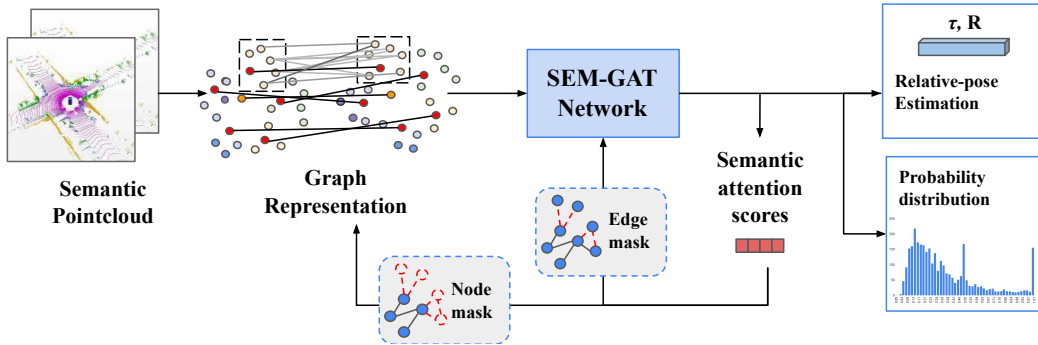 Semantic
Pointcloud
Graph
Representation
SEM-GAT
Network
Node
mask
Edge
mask
Semantic
attention
scores
τ, R
Relative-pose
Estimation
Probability
distribution